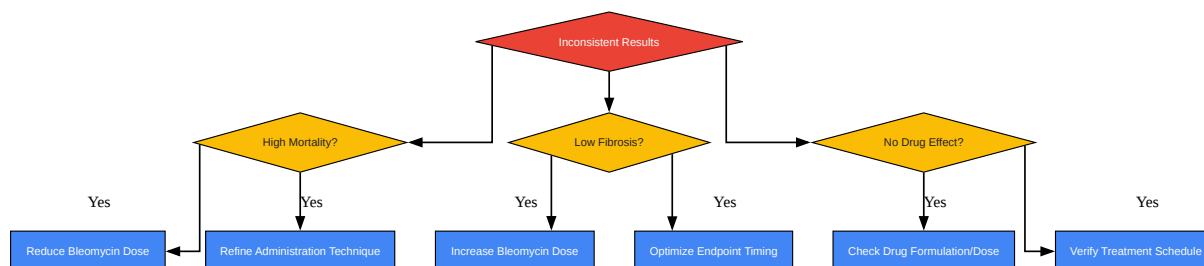 Inconsistent Results
High Mortality?
Low Fibrosis?
No Drug Effect?
Yes
Yes
Yes
Yes
Yes
Yes
Reduce Bleomycin Dose
Refine Administration Technique
Increase Bleomycin Dose
Optimize Endpoint Timing
Check Drug Formulation/Dose
Verify Treatment Schedule